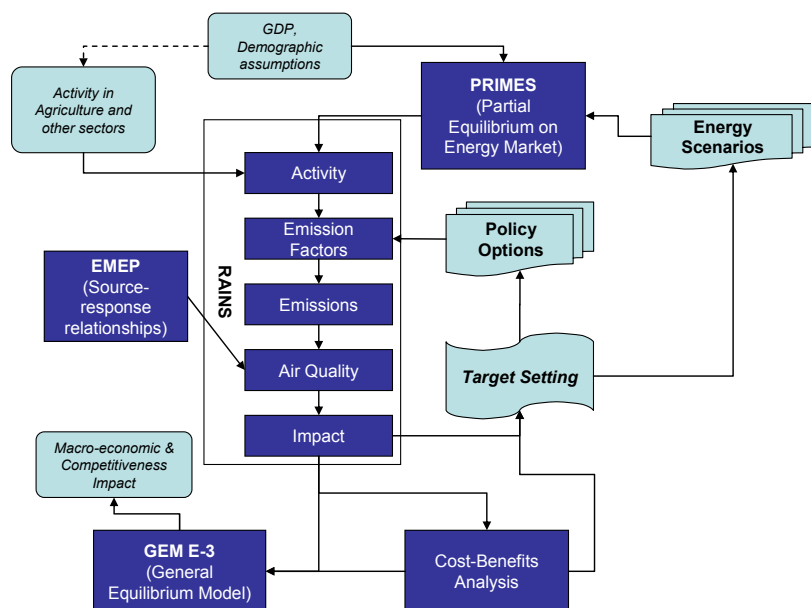 GDP,
Demographic
assumptions
Activity in
Agriculture and
other sectors
PRIMES
(Partial
Equilibrium on
Energy Market)
Energy
Scenarios
RAINS
Activity
Emission
Factors
Policy
Options
EMEP
(Source-
response
relationships)
Emissions
Air Quality
Target Setting
Impact
Macro-economic &
Competitiveness
Impact
GEM E-3
(General
Equilibrium Model)
Cost-Benefits
Analysis